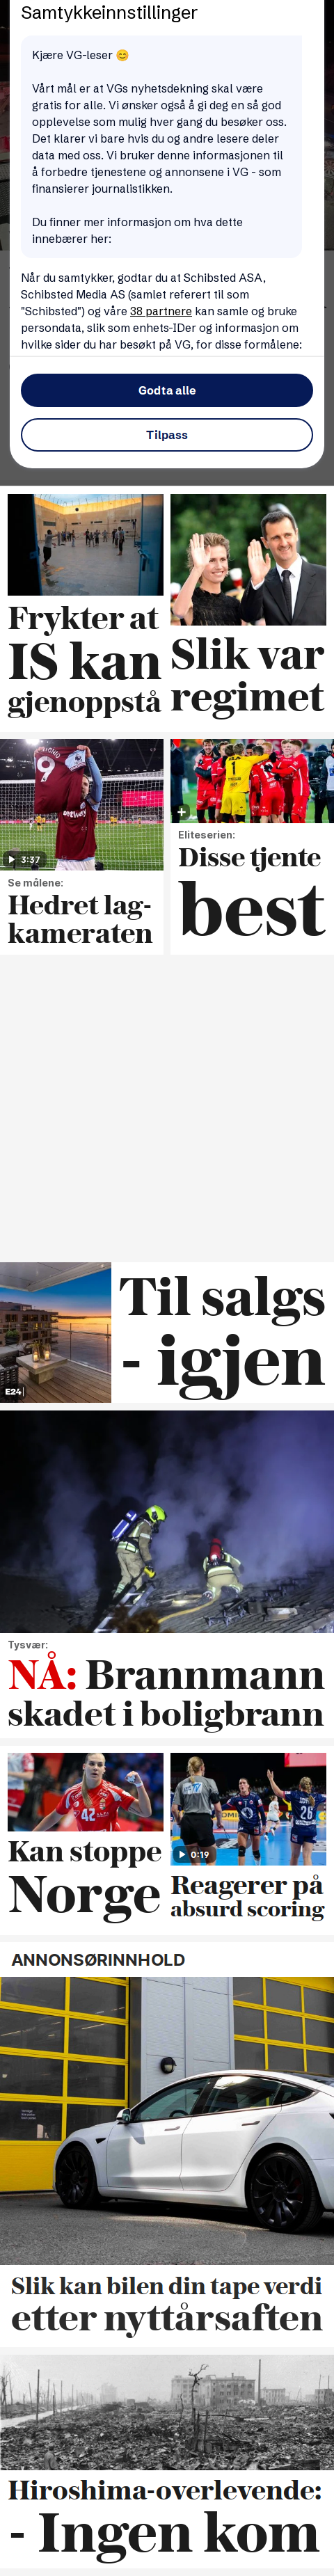 Samtykkeinnstillinger
Kjære VG-leser 😊
Vårt mål er at VGs nyhetsdekning skal være
gratis for alle. Vi ønsker også å gi deg en så god
opplevelse som mulig hver gang du besøker oss.
Det klarer vi bare hvis du og andre lesere deler
data med oss. Vi bruker denne informasjonen til
å forbedre tjenestene og annonsene i VG - som
finansierer journalistikken.
Du finner mer informasjon om hva dette
innebærer her:
Når du samtykker, godtar du at Schibsted ASA,
Schibsted Media AS (samlet referert til som
"Schibsted") og våre 38 partnere kan samle og bruke
persondata, slik som enhets-IDer og informasjon om
hvilke sider du har besøkt på VG, for disse formålene:
Godta alle
Tilpass
Frykter at
IS kan
gjenoppstå
Slik var
regimet
9
betway
3:37
Se målene:
Hedret lag-
kameraten
1
+
Eliteserien:
Disse tjente
best
E24
Til salgs
- igjen
Tysvær:
NÅ: Brannmann
skadet i boligbrann
42
Kan stoppe
Norge
26
0:19
Reagerer på
absurd scoring
ANNONSØRINNHOLD
Slik kan bilen din tape verdi
etter nyttårsaften
Hiroshima-overlevende:
- Ingen kom